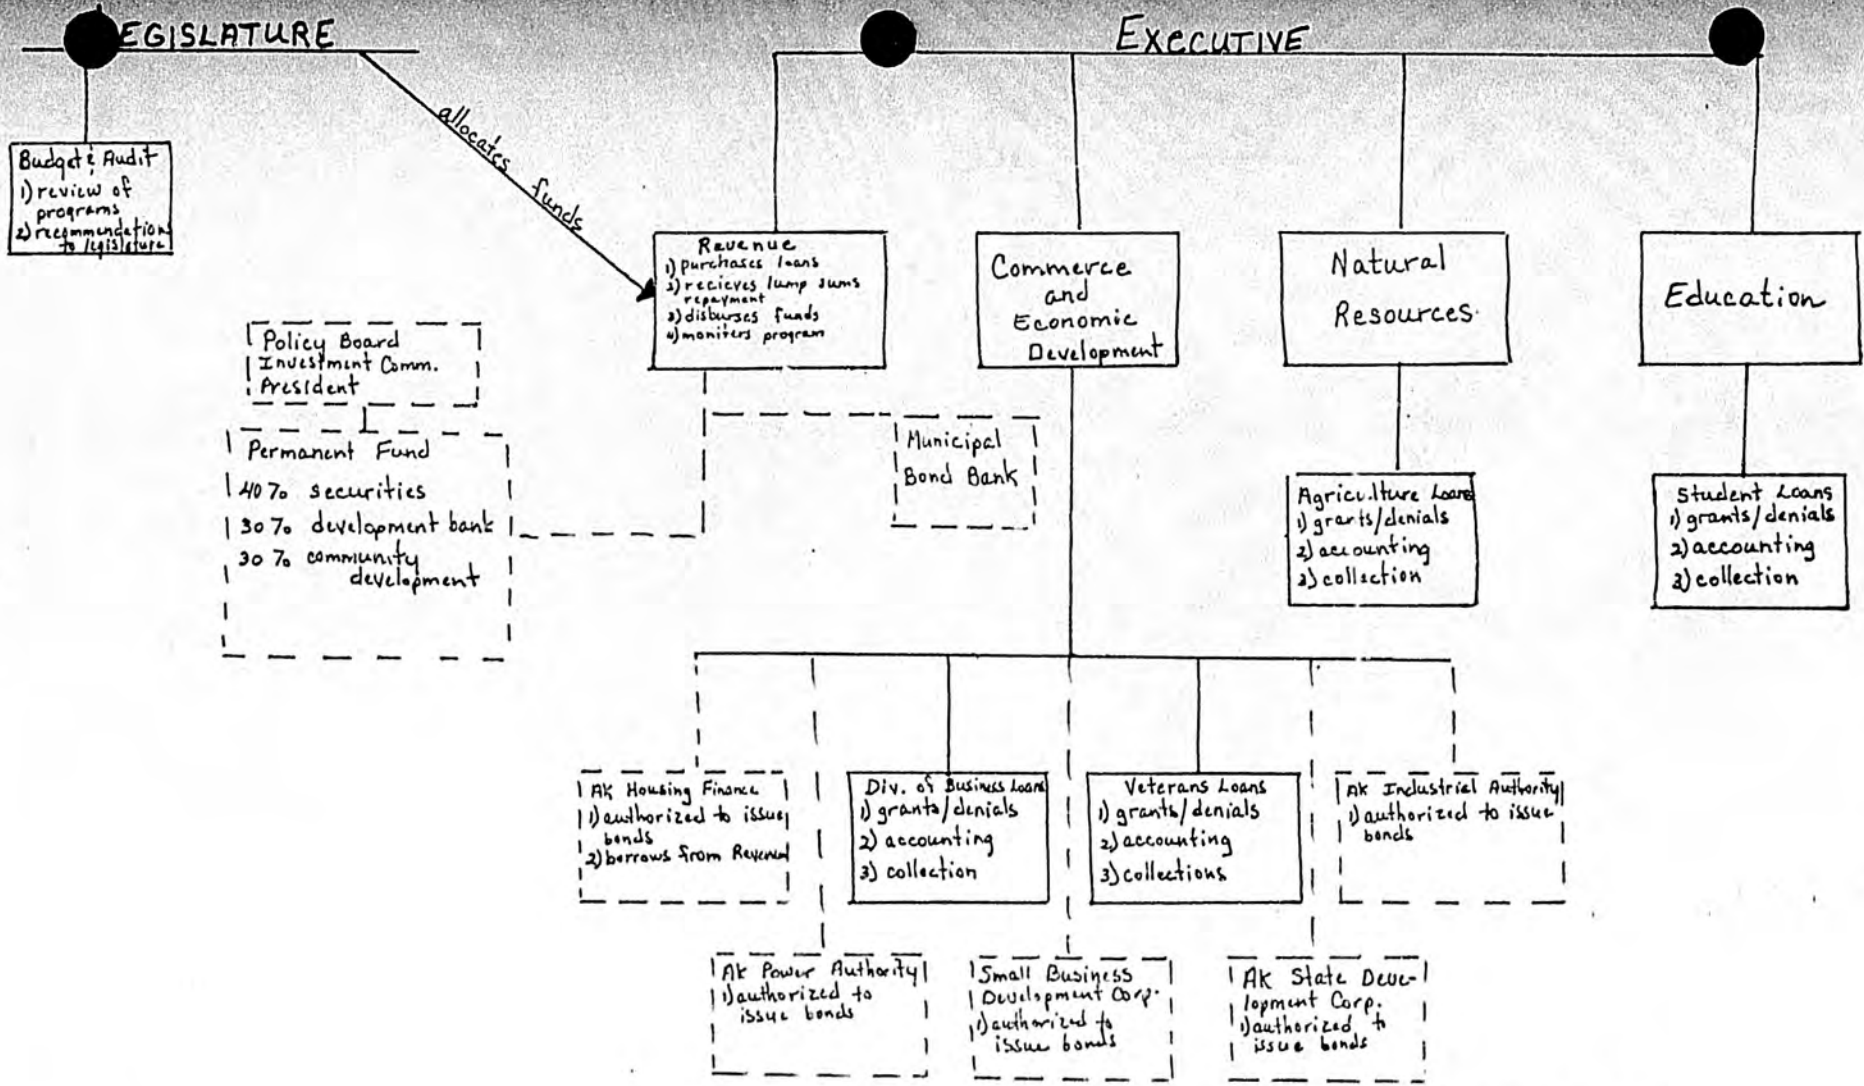 EGISLATURE
EXECUTIVE
allocates funds
Budget & Audit
1) review of
programs
2) recommendations
to legislature
Revenue
1) purchases loans
2) recieves lump sums
repayment
3) disburses funds
4) moniters program
Commerce
and
Economic
Development
Natural
Resources
Education
Policy Board
Investment Comm.
President
Permanent Fund
40% securities
30% development bank
30% community
development
Municipal
Bond Bank
Agriculture Loans
1) grants/denials
2) accounting
3) collection
Student Loans
1) grants/denials
2) accounting
3) collection
AK Housing Finance
1) authorized to issue
bonds
2) borrows from Revenue
Div. of Business Loans
1) grants/denials
2) accounting
3) collection
Veterans Loans
1) grants/denials
2) accounting
3) collections
AK Industrial Authority
1) authorized to issue
bonds
AK Power Authority
1) authorized to
issue bonds
Small Business
Development Corp.
1) authorized to
issue bonds
AK State Deve-
lopment Corp.
1) authorized to
issue bonds